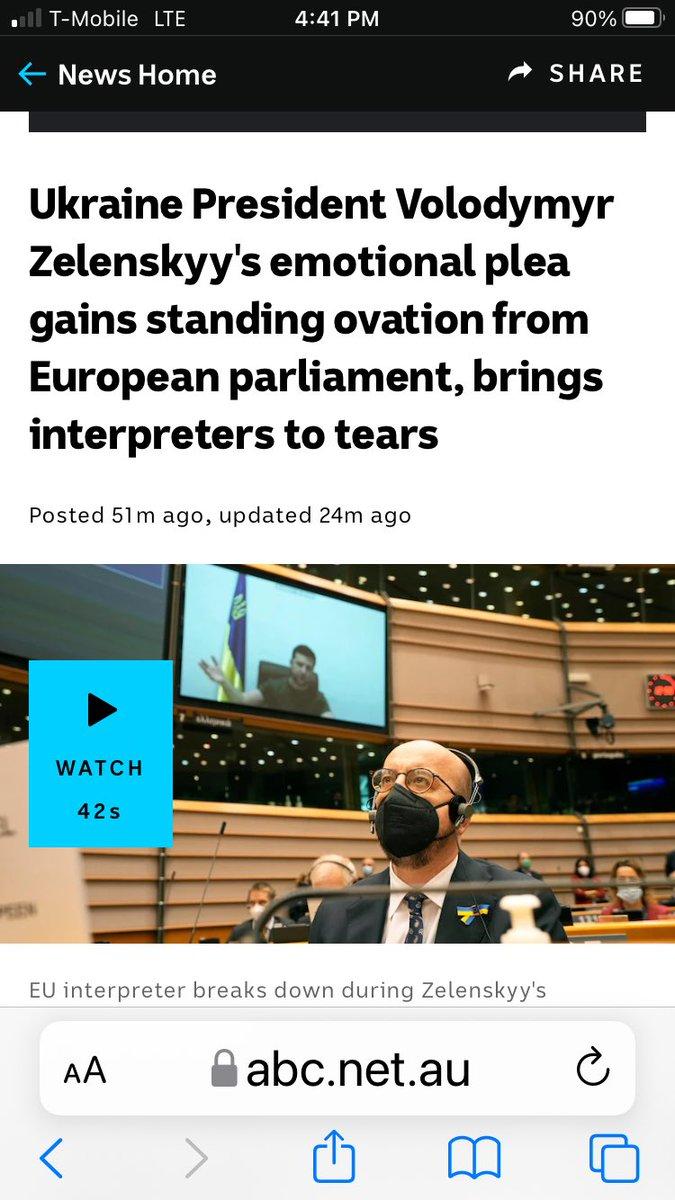 T-Mobile LTE 4:41 PM 90%
News Home SHARE
Ukraine President Volodymyr
Zelenskyy's emotional plea
gains standing ovation from
European parliament, brings
interpreters to tears
Posted 51m ago, updated 24m ago
WATCH
42s
EU interpreter breaks down during Zelenskyy's
AA abc.net.au